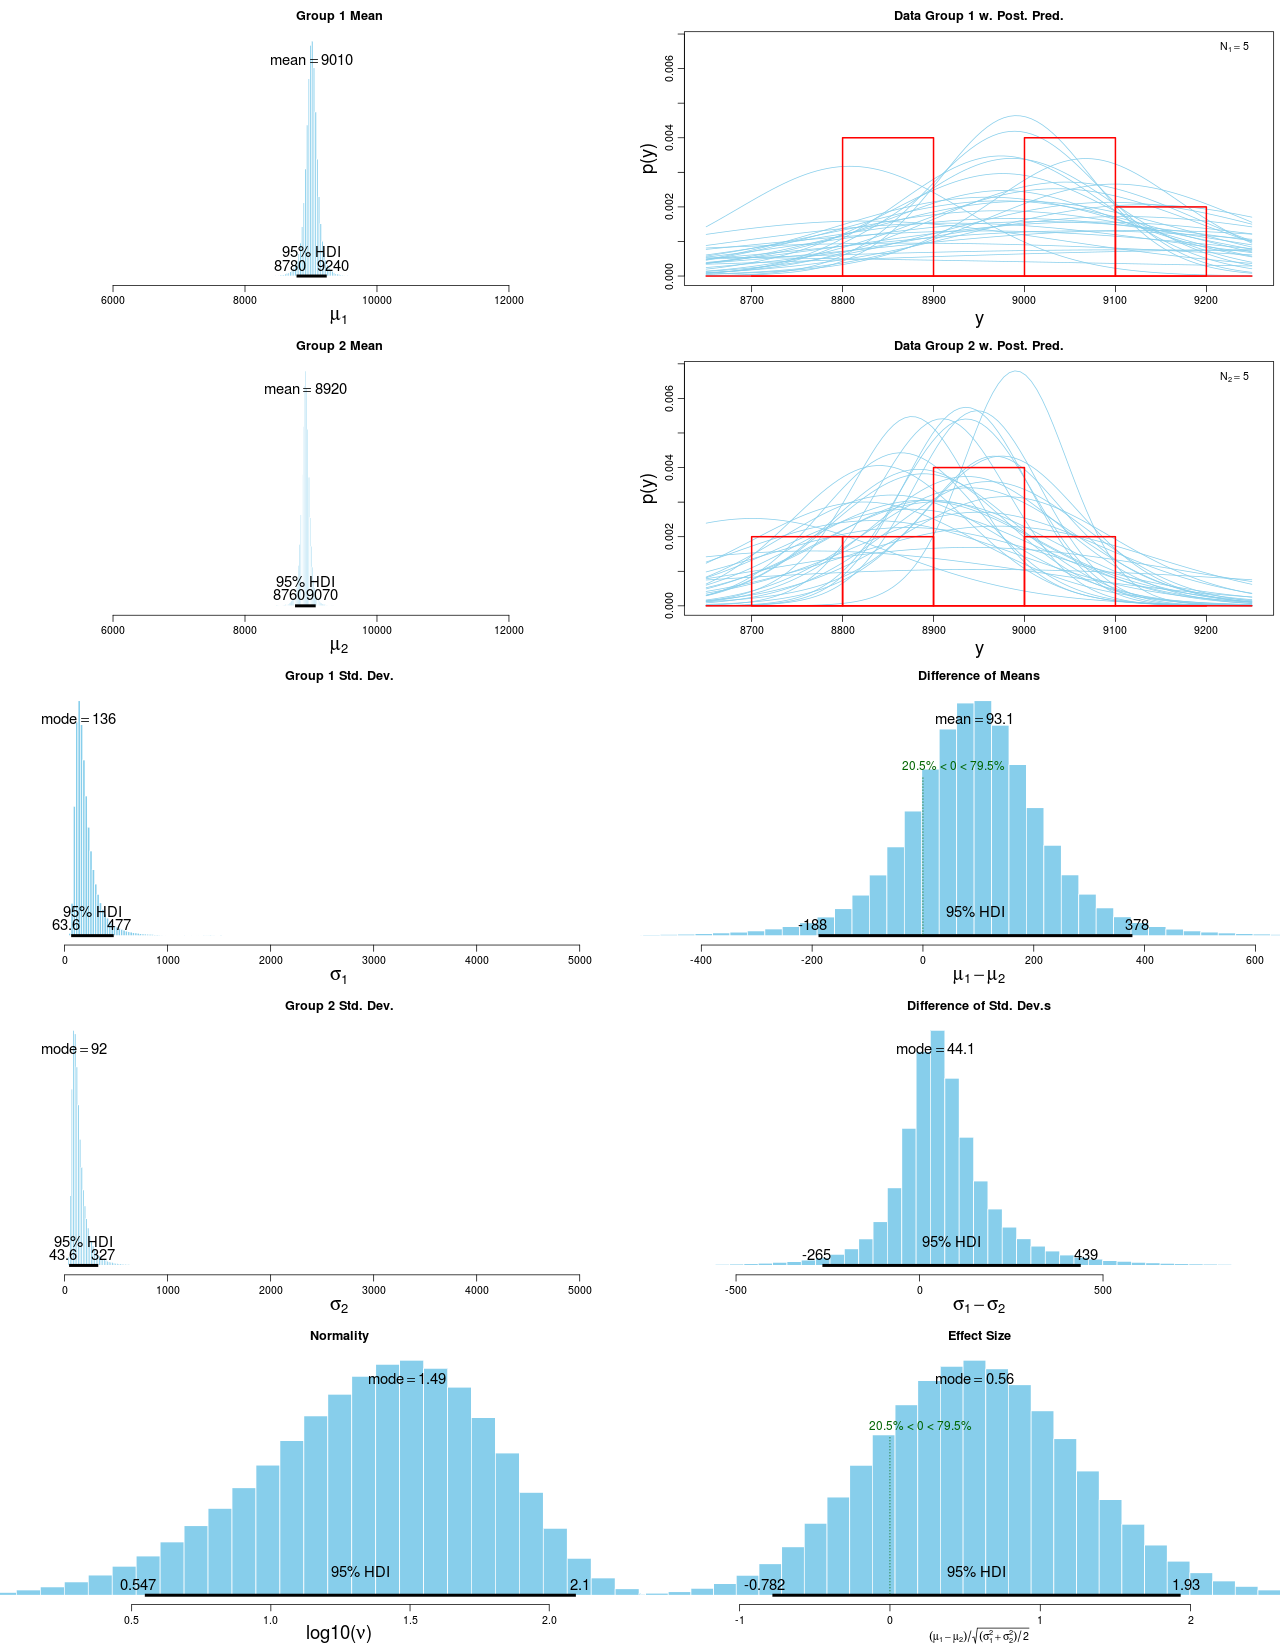 Group 1 Mean
mean = 9010
95% HDI
8780 9240
6000 8000 10000 12000
μ1
Data Group 1 w. Post. Pred.
N1 = 5
p(y)
0.000 0.002 0.004 0.006
8700 8800 8900 9000 9100 9200
y
Group 2 Mean
mean = 8920
95% HDI
8760 9070
6000 8000 10000 12000
μ2
Data Group 2 w. Post. Pred.
N2 = 5
p(y)
0.000 0.002 0.004 0.006
8700 8800 8900 9000 9100 9200
y
Group 1 Std. Dev.
mode = 136
95% HDI
63.6 477
0 1000 2000 3000 4000 5000
σ1
Difference of Means
mean = 93.1
20.5% < 0 < 79.5%
95% HDI
-188 378
-400 -200 0 200 400 600
μ1 − μ2
Group 2 Std. Dev.
mode = 92
95% HDI
43.6 327
0 1000 2000 3000 4000 5000
σ2
Difference of Std. Dev.s
mode = 44.1
95% HDI
-265 439
-500 0 500
σ1 − σ2
Normality
mode = 1.49
95% HDI
0.547 2.1
0.5 1.0 1.5 2.0
log10(ν)
Effect Size
mode = 0.56
20.5% < 0 < 79.5%
95% HDI
-0.782 1.93
-1 0 1 2
(μ1 − μ2)/√(σ1² + σ2²)/2